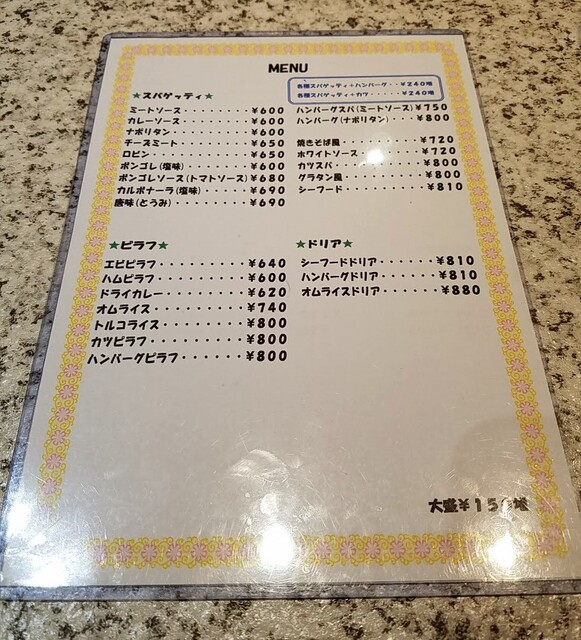 MENU
各種スパゲッティ+ハンバーグ・・¥240増
各種スパゲッティ+カツ・・・・・¥240増
★スパゲッティ★
ミートソース・・・・・・・・・¥600
カレーソース・・・・・・・・・¥600
ナポリタン・・・・・・・・・・¥600
チーズミート・・・・・・・・・¥650
ロビン・・・・・・・・・・・・¥650
ボンゴレ(塩味)・・・・・・・・¥600
ボンゴレソース(トマトソース)¥680
カルボナーラ(塩味)・・・・・・¥690
唐味(とうみ)・・・・・・・・・¥690
ハンバーグスパ(ミートソース)¥750
ハンバーグ(ナポリタン)・・・¥800
焼きそば風・・・・・・・・¥720
ホワイトソース・・・・・・¥720
カツスパ・・・・・・・・・¥800
グラタン風・・・・・・・・¥800
シーフード・・・・・・・・¥810
★ピラフ★
エビピラフ・・・・・・・・・¥640
ハムピラフ・・・・・・・・・¥600
ドライカレー・・・・・・・・¥620
オムライス・・・・・・・・・¥740
トルコライス・・・・・・・・¥800
カツピラフ・・・・・・・・・¥800
ハンバーグピラフ・・・・・・¥800
★ドリア★
シーフードドリア・・・・・・¥810
ハンバーグドリア・・・・・・¥810
オムライスドリア・・・・・・¥880
大盛¥150増